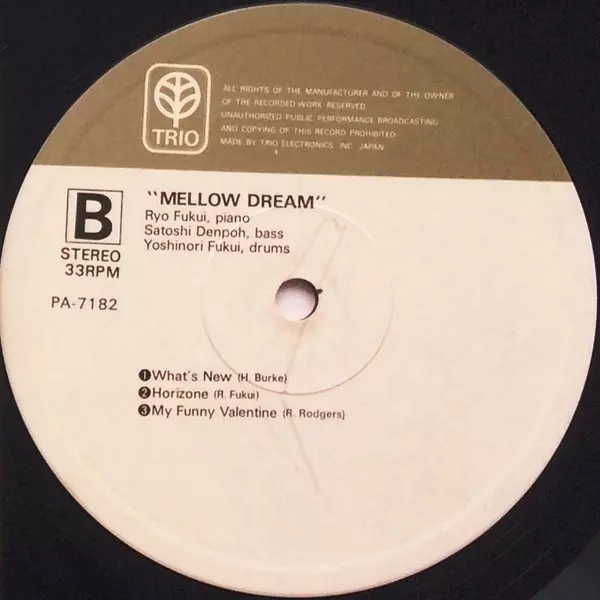 TRIO
ALL RIGHTS OF THE MANUFACTURER AND OF THE OWNER
OF THE RECORDED WORK RESERVED
UNAUTHORIZED PUBLIC PERFORMANCE BROADCASTING
AND COPYING OF THIS RECORD PROHIBITED
MADE BY TRIO ELECTRONICS INC. JAPAN
B
STEREO
33RPM
PA-7182
"MELLOW DREAM"
Ryo Fukui, piano
Satoshi Denpoh, bass
Yoshinori Fukui, drums
❶What's New (H. Burke)
❷Horizone (R. Fukui)
❸My Funny Valentine (R. Rodgers)